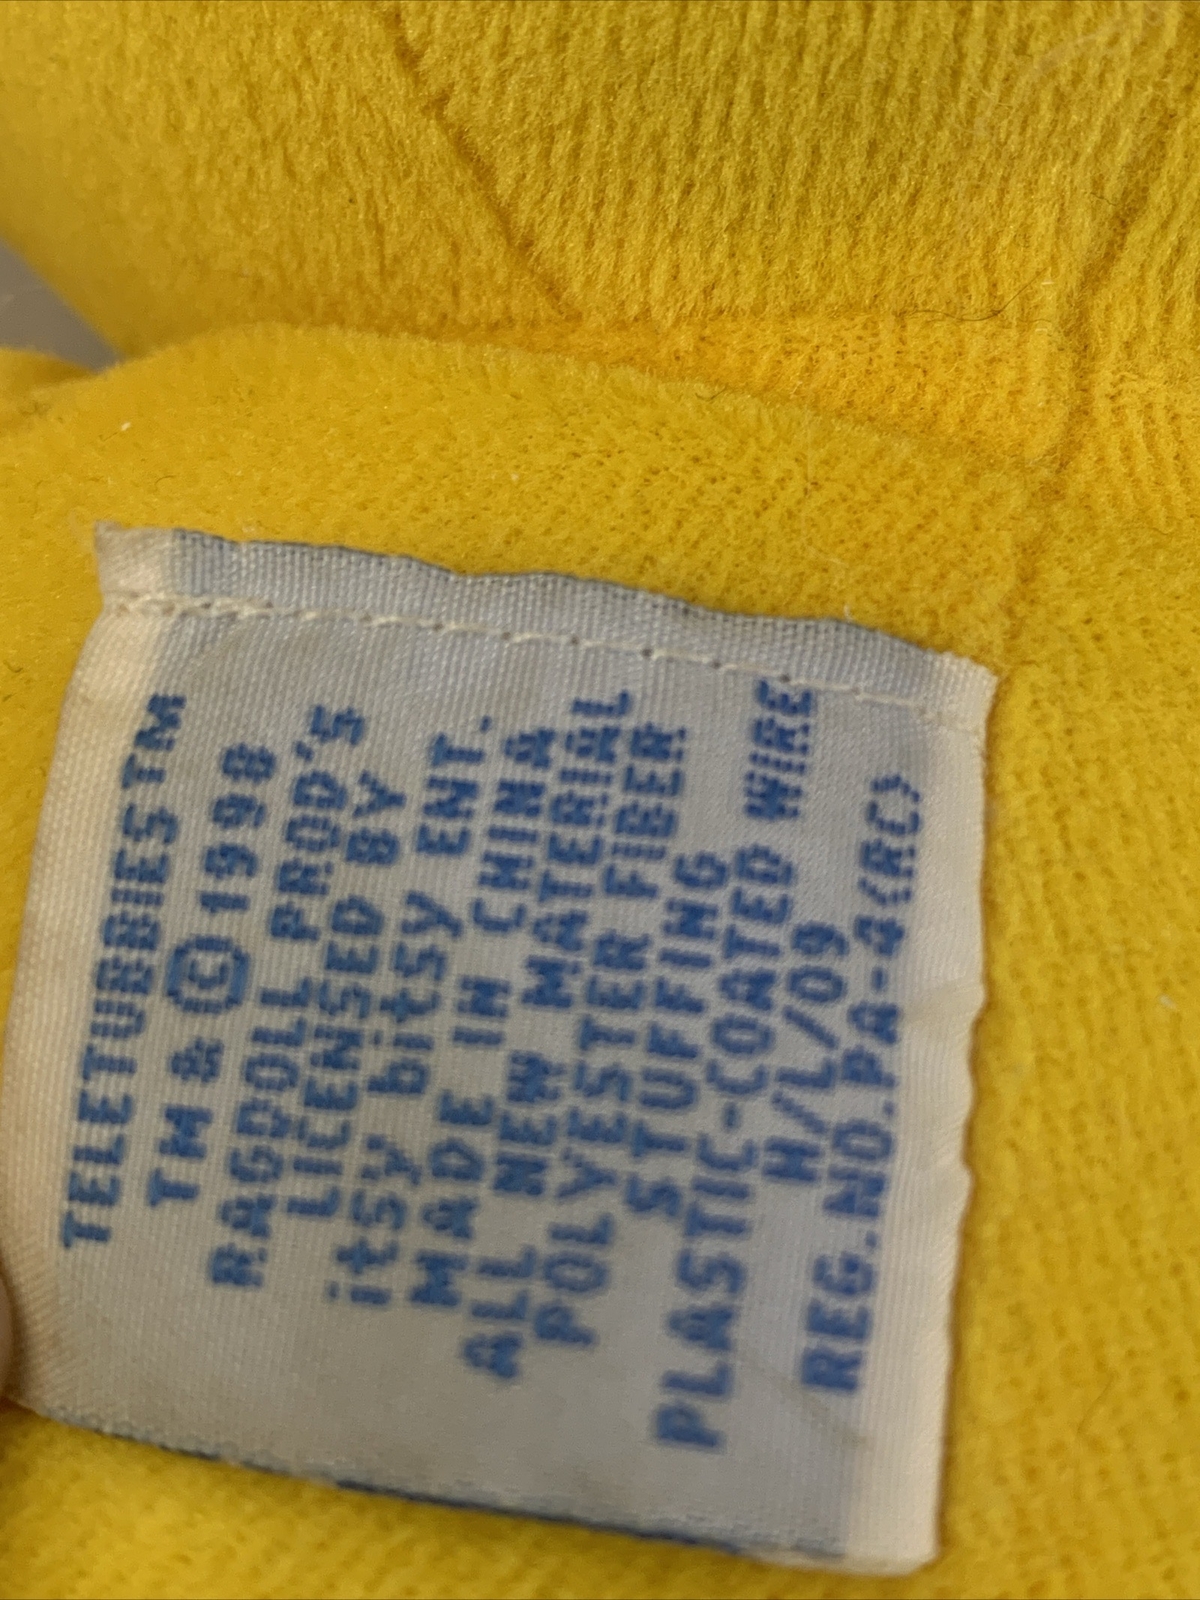 TELETUBBIESTM
TM & © 1998
RAGDOLL PROD'S
LICENSED BY
itsy bitsy ENT.
MADE IN CHINA
ALL NEW MATERIAL
POLYESTER FIBER
STUFFING
PLASTIC-COATED WIRE
H/L/09
REG.NO.PA-4(RC)